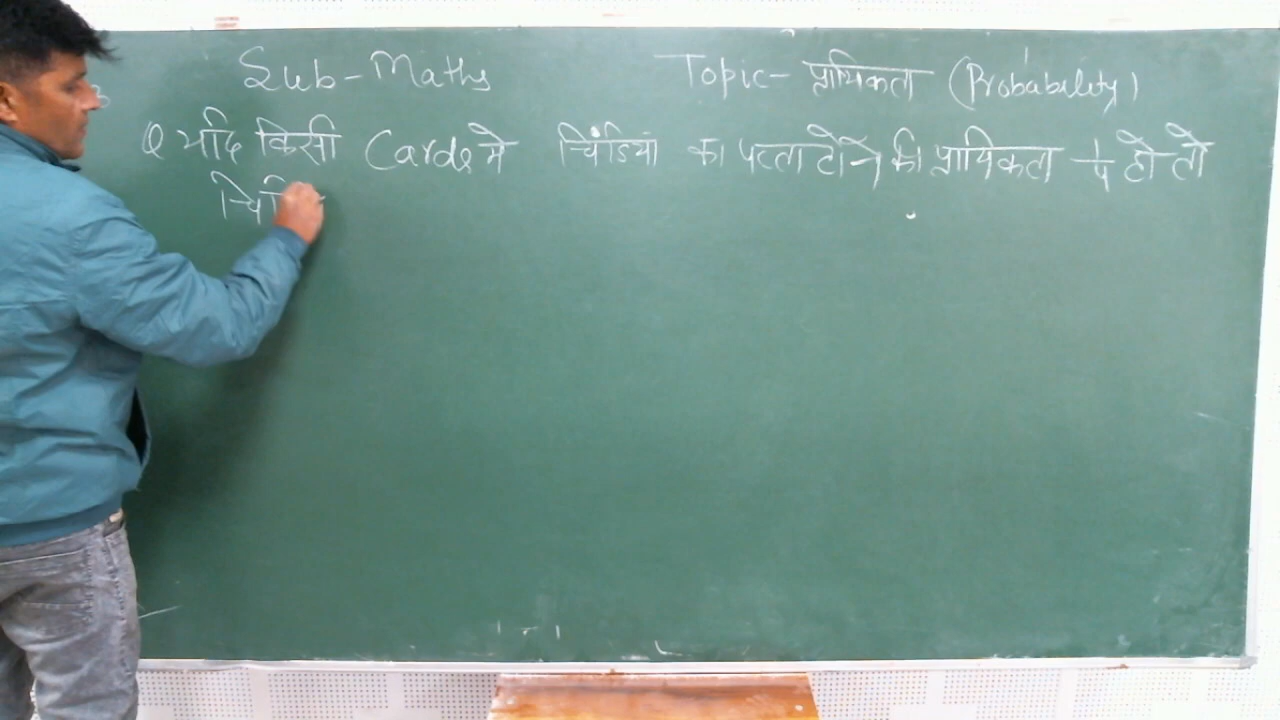 Sub-Maths Topic- प्रायिकता (Probability)
Q यदि किसी Cards मे चिडिया का पत्ता होने की प्रायिकता 1/4 हो तो